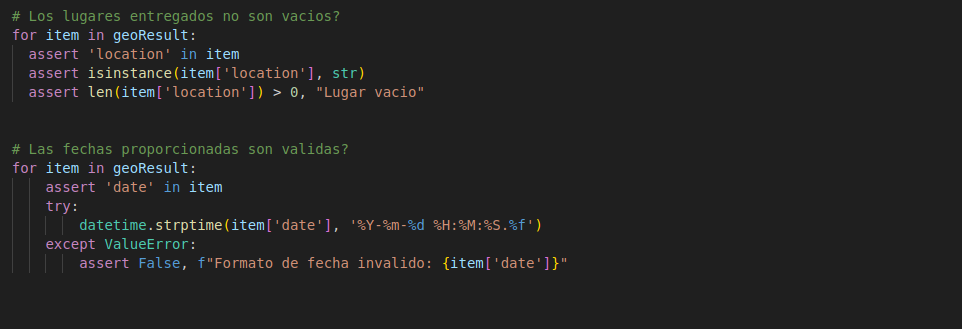 # Los lugares entregados no son vacios?
for item in geoResult:
  assert 'location' in item
  assert isinstance(item['location'], str)
  assert len(item['location']) > 0, "Lugar vacio"
# Las fechas proporcionadas son validas?
for item in geoResult:
    assert 'date' in item
    try:
        datetime.strptime(item['date'], '%Y-%m-%d %H:%M:%S.%f')
    except ValueError:
        assert False, f"Formato de fecha invalido: {item['date']}"